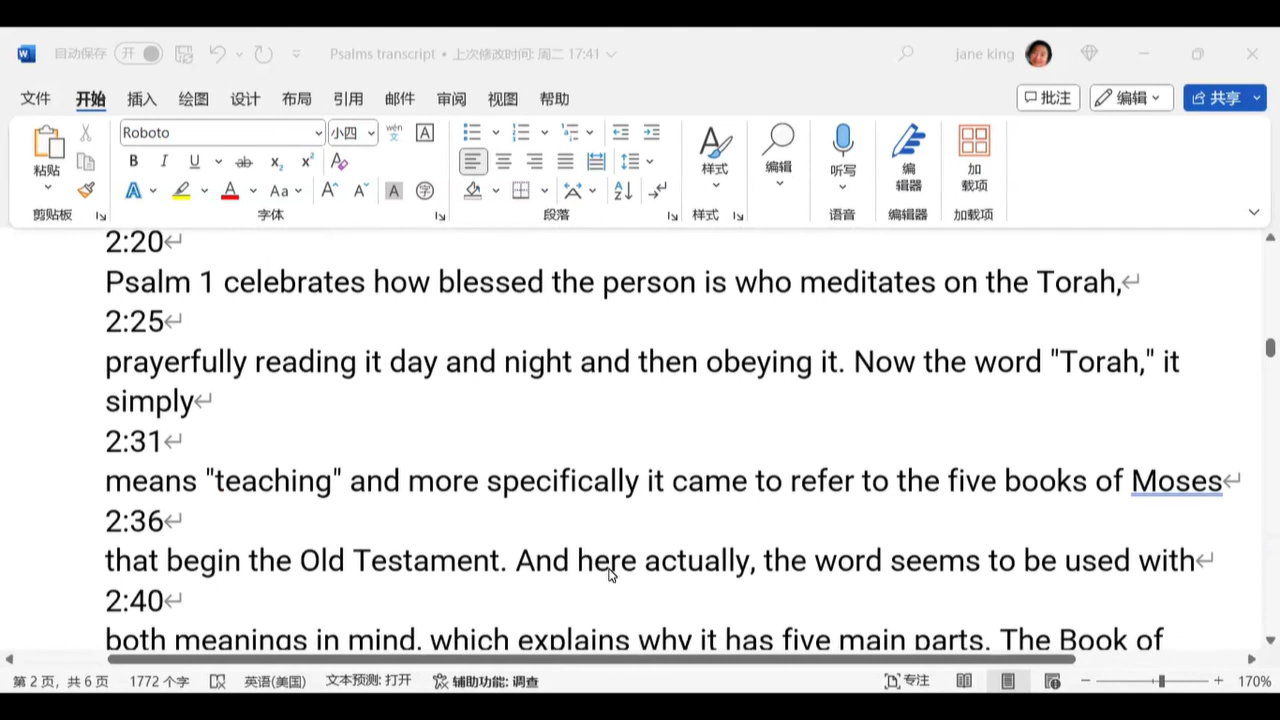 自动保存 开 Psalms transcript • 上次修改时间: 周二 17:41 jane king
文件 开始 插入 绘图 设计 布局 引用 邮件 审阅 视图 帮助 批注 编辑 共享
Roboto 小四 wén 文 A
粘贴 B I U ab x₂ x² A 样式 编辑 听写 编辑器 加载项
A A Aa A A A 字
剪贴板 字体 段落 样式 语音 编辑器 加载项
2:20
Psalm 1 celebrates how blessed the person is who meditates on the Torah,
2:25
prayerfully reading it day and night and then obeying it. Now the word "Torah," it
simply
2:31
means "teaching" and more specifically it came to refer to the five books of Moses
2:36
that begin the Old Testament. And here actually, the word seems to be used with
2:40
both meanings in mind, which explains why it has five main parts. The Book of
第 2 页，共 6 页 1772 个字 英语(美国) 文本预测: 打开 辅助功能: 调查 专注 170%